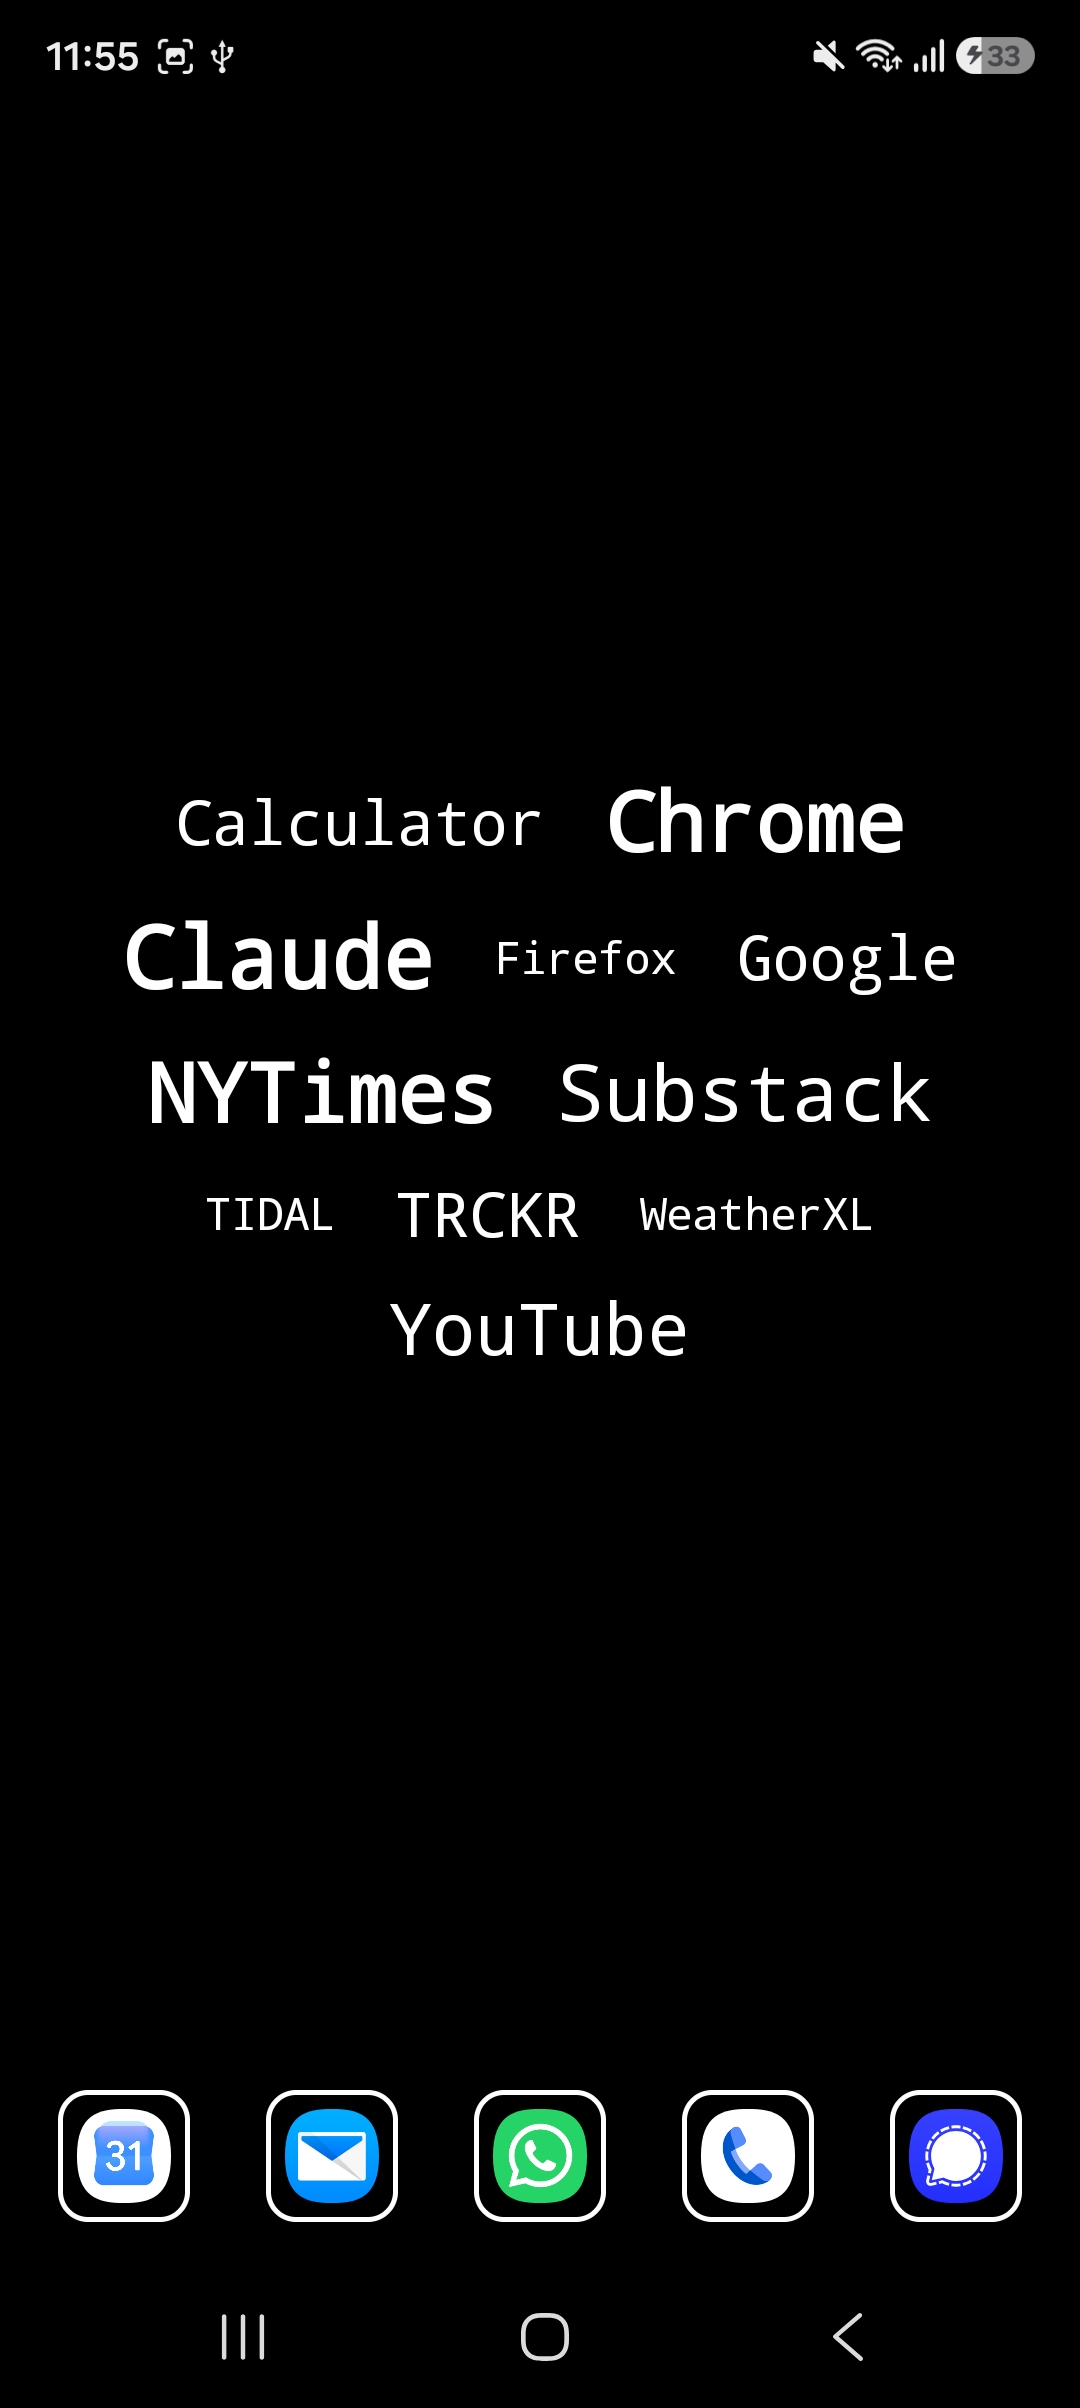 11:55 33
Calculator Chrome
Claude Firefox Google
NYTimes Substack
TIDAL TRCKR WeatherXL
YouTube
31